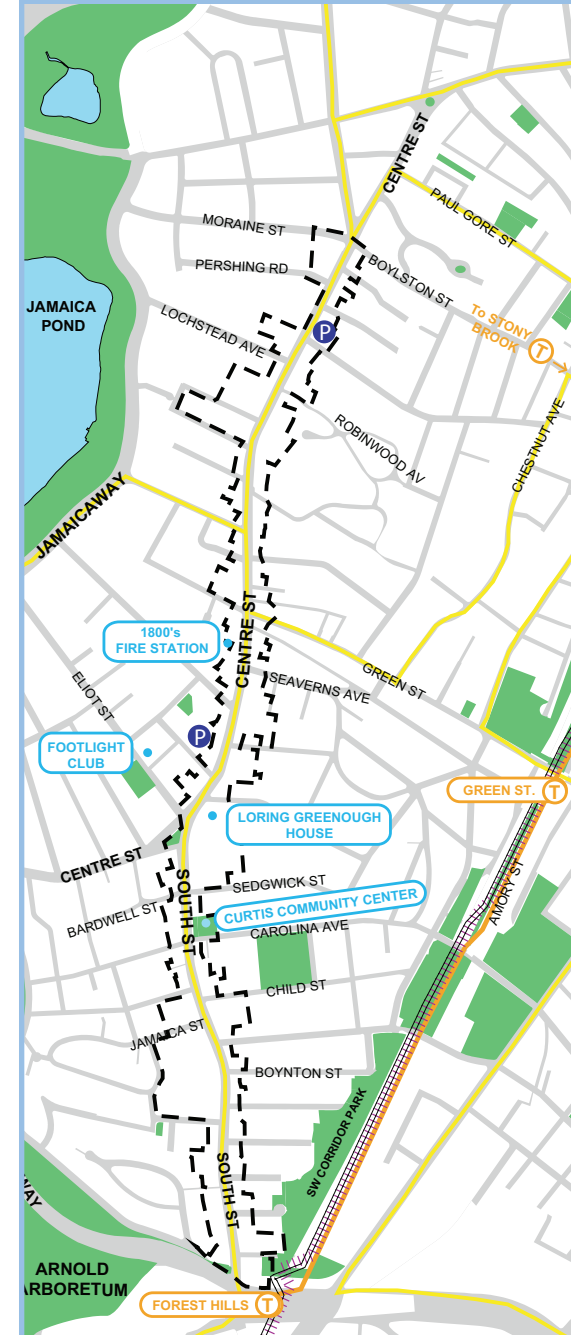 CENTRE ST
PAUL GORE ST
MORAINE ST
PERSHING RD
BOYLSTON ST
JAMAICA
POND
LOCHSTEAD AVE
P
To STONY
BROOK
T
CHESTNUT AVE
ROBINWOOD AV
JAMAICAWAY
CENTRE ST
1800's
FIRE STATION
GREEN ST
SEAVERNS AVE
ELIOT ST
P
FOOTLIGHT
CLUB
GREEN ST. T
LORING GREENOUGH
HOUSE
CENTRE ST
SOUTH ST
SEDGWICK ST
CURTIS COMMUNITY CENTER
BARDWELL ST
CAROLINA AVE
AMORY ST
CHILD ST
JAMAICA ST
BOYNTON ST
SW CORRIDOR PARK
SOUTH ST
WAY
ARNOLD
ARBORETUM
FOREST HILLS T